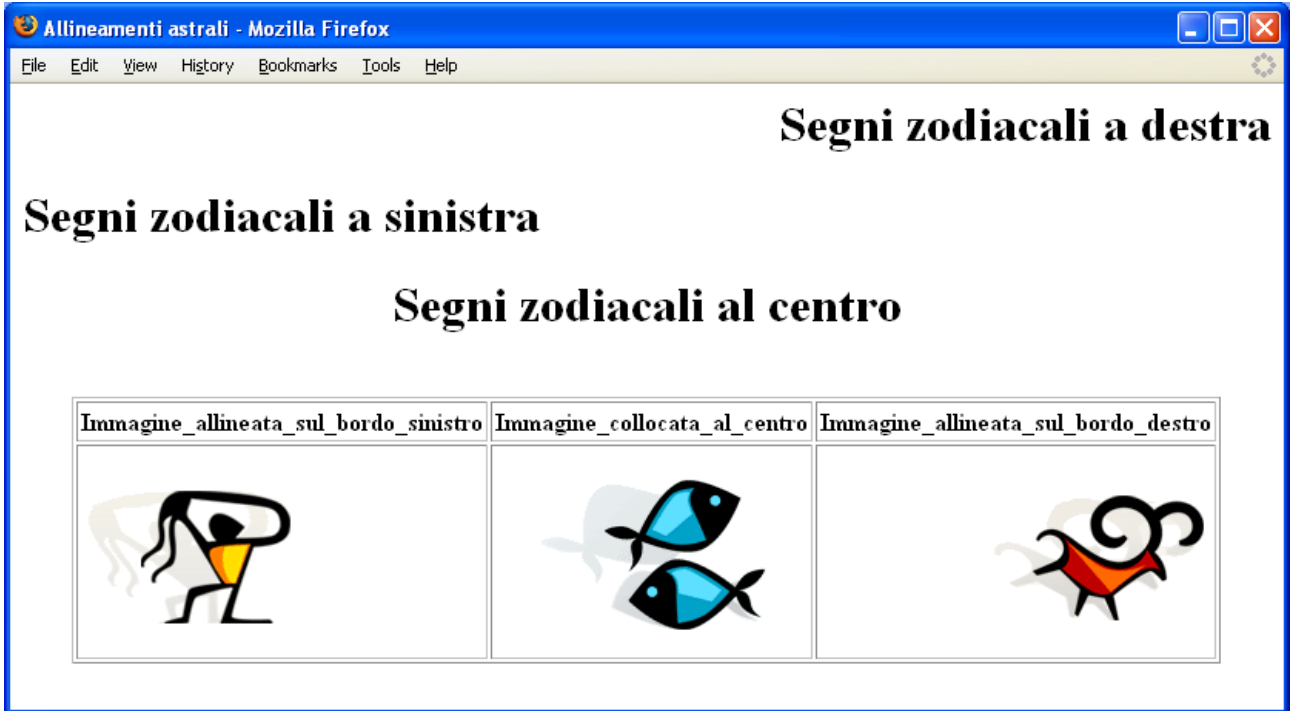 Allineamenti astrali - Mozilla Firefox
File Edit View History Bookmarks Tools Help
Segni zodiacali a destra
Segni zodiacali a sinistra
Segni zodiacali al centro
Immagine_allineata_sul_bordo_sinistro Immagine_collocata_al_centro Immagine_allineata_sul_bordo_destro